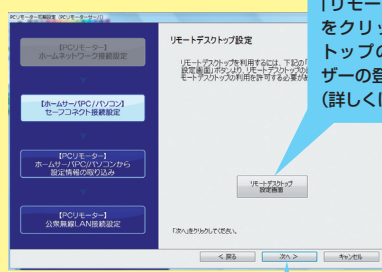 PCリモーター初期設定（PCリモーターサーバ）
「リモー
をクリッ
トップの
ザーの登
（詳しくは
【PCリモーター】
ホームネットワーク接続設定
【ホームサーバPC/パソコン】
セーフコネクト接続設定
【PCリモーター】
ホームサーバPC/パソコンから
設定情報の取り込み
【PCリモーター】
公衆無線LAN接続設定
リモートデスクトップ設定
リモートデスクトップを利用するには、下記の「
設定画面」ボタンより、リモートデスクトップの
モートデスクトップの利用を許可する必要が
リモートデスクトップ
設定画面
「次へ」をクリックしてください。
< 戻る
次へ >
キャンセル